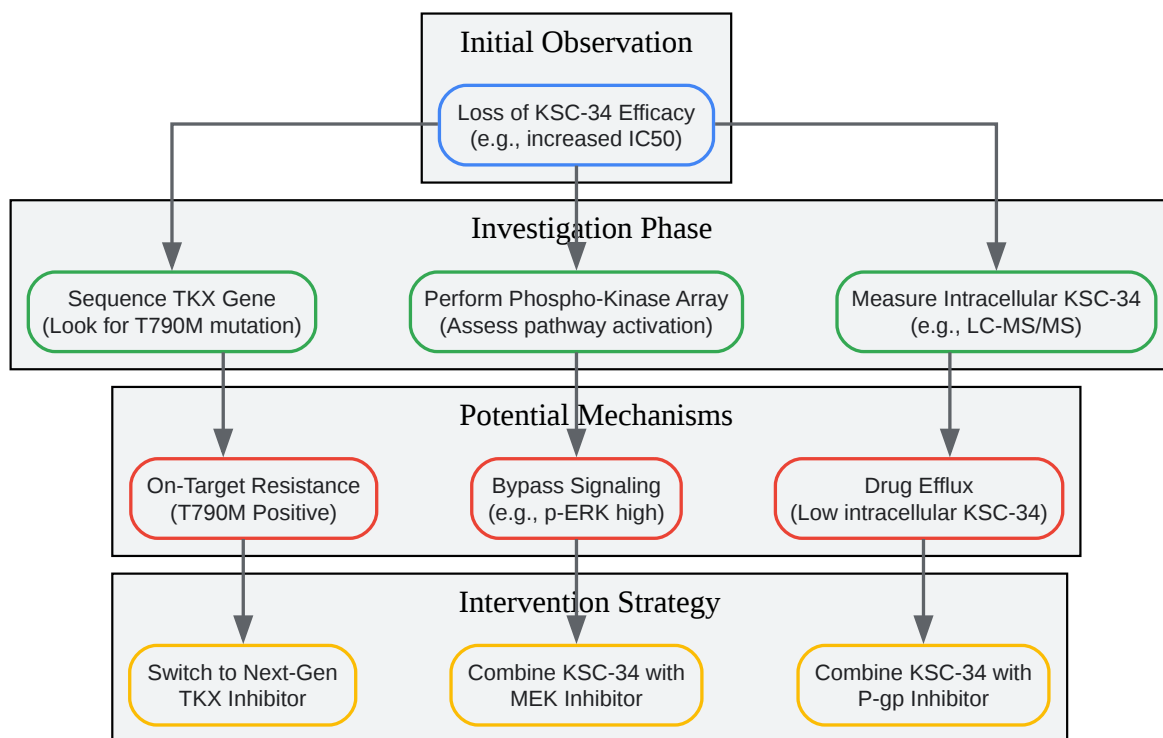 Initial Observation
Loss of KSC-34 Efficacy
(e.g., increased IC50)
Investigation Phase
Sequence TKX Gene
(Look for T790M mutation)
Perform Phospho-Kinase Array
(Assess pathway activation)
Measure Intracellular KSC-34
(e.g., LC-MS/MS)
Potential Mechanisms
On-Target Resistance
(T790M Positive)
Bypass Signaling
(e.g., p-ERK high)
Drug Efflux
(Low intracellular KSC-34)
Intervention Strategy
Switch to Next-Gen
TKX Inhibitor
Combine KSC-34 with
MEK Inhibitor
Combine KSC-34 with
P-gp Inhibitor